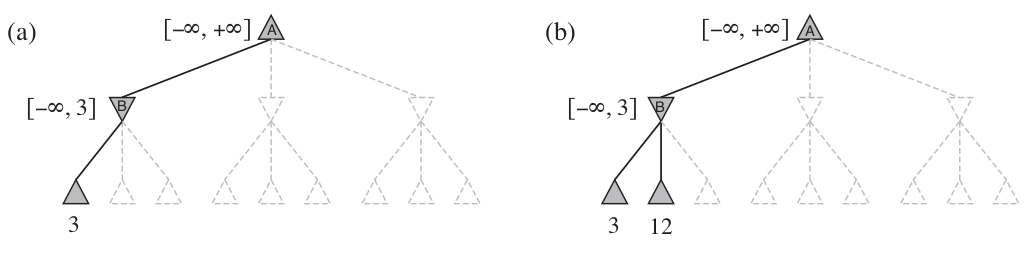 (a) [−∞, +∞] A
[−∞, 3] B
3
(b) [−∞, +∞] A
[−∞, 3] B
3 12